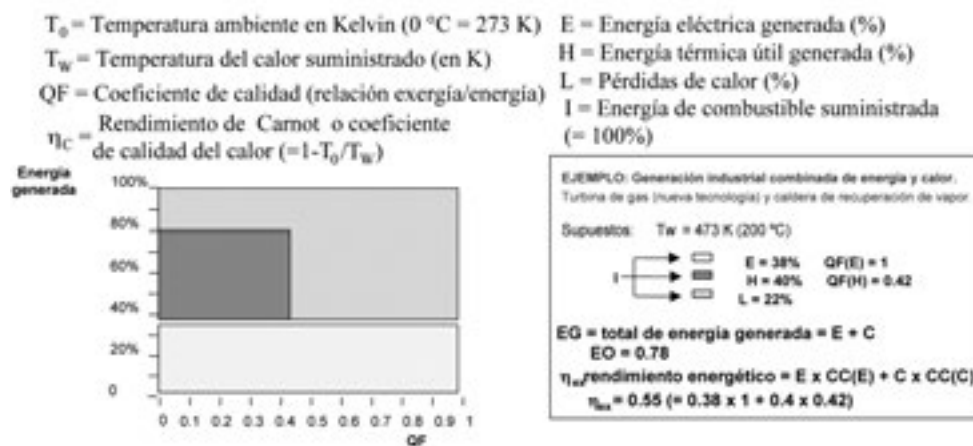 T₀ = Temperatura ambiente en Kelvin (0 °C = 273 K)
T_W = Temperatura del calor suministrado (en K)
QF = Coeficiente de calidad (relación exergía/energía)
η_C = Rendimiento de Carnot o coeficiente
de calidad del calor (=1-T₀/T_W)
E = Energía eléctrica generada (%)
H = Energía térmica útil generada (%)
L = Pérdidas de calor (%)
I = Energía de combustible suministrada
(= 100%)
Energía
generada
100%
80%
60%
40%
20%
0
0 0.1 0.2 0.3 0.4 0.5 0.6 0.7 0.8 0.9 1
QF
EJEMPLO: Generación industrial combinada de energía y calor.
Turbina de gas (nueva tecnología) y caldera de recuperación de vapor.
Supuestos: Tw = 473 K (200 ºC)
I
E = 38% QF(E) = 1
H = 40% QF(H) = 0.42
L = 22%
EG = total de energía generada = E + C
EO = 0.78
η_ex rendimiento energético = E x CC(E) + C x CC(C)
η_ex = 0.55 (= 0.38 x 1 + 0.4 x 0.42)